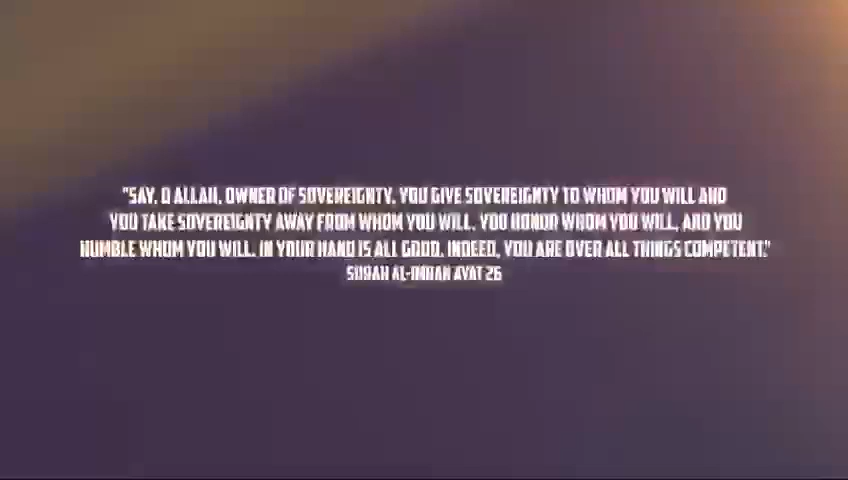 "SAY, O ALLAH, OWNER OF SOVEREIGNTY, YOU GIVE SOVEREIGNTY TO WHOM YOU WILL AND
YOU TAKE SOVEREIGNTY AWAY FROM WHOM YOU WILL. YOU HONOR WHOM YOU WILL, AND YOU
HUMBLE WHOM YOU WILL. IN YOUR HAND IS ALL GOOD. INDEED, YOU ARE OVER ALL THINGS COMPETENT."
SURAH AL-IMRAN AYAT 26